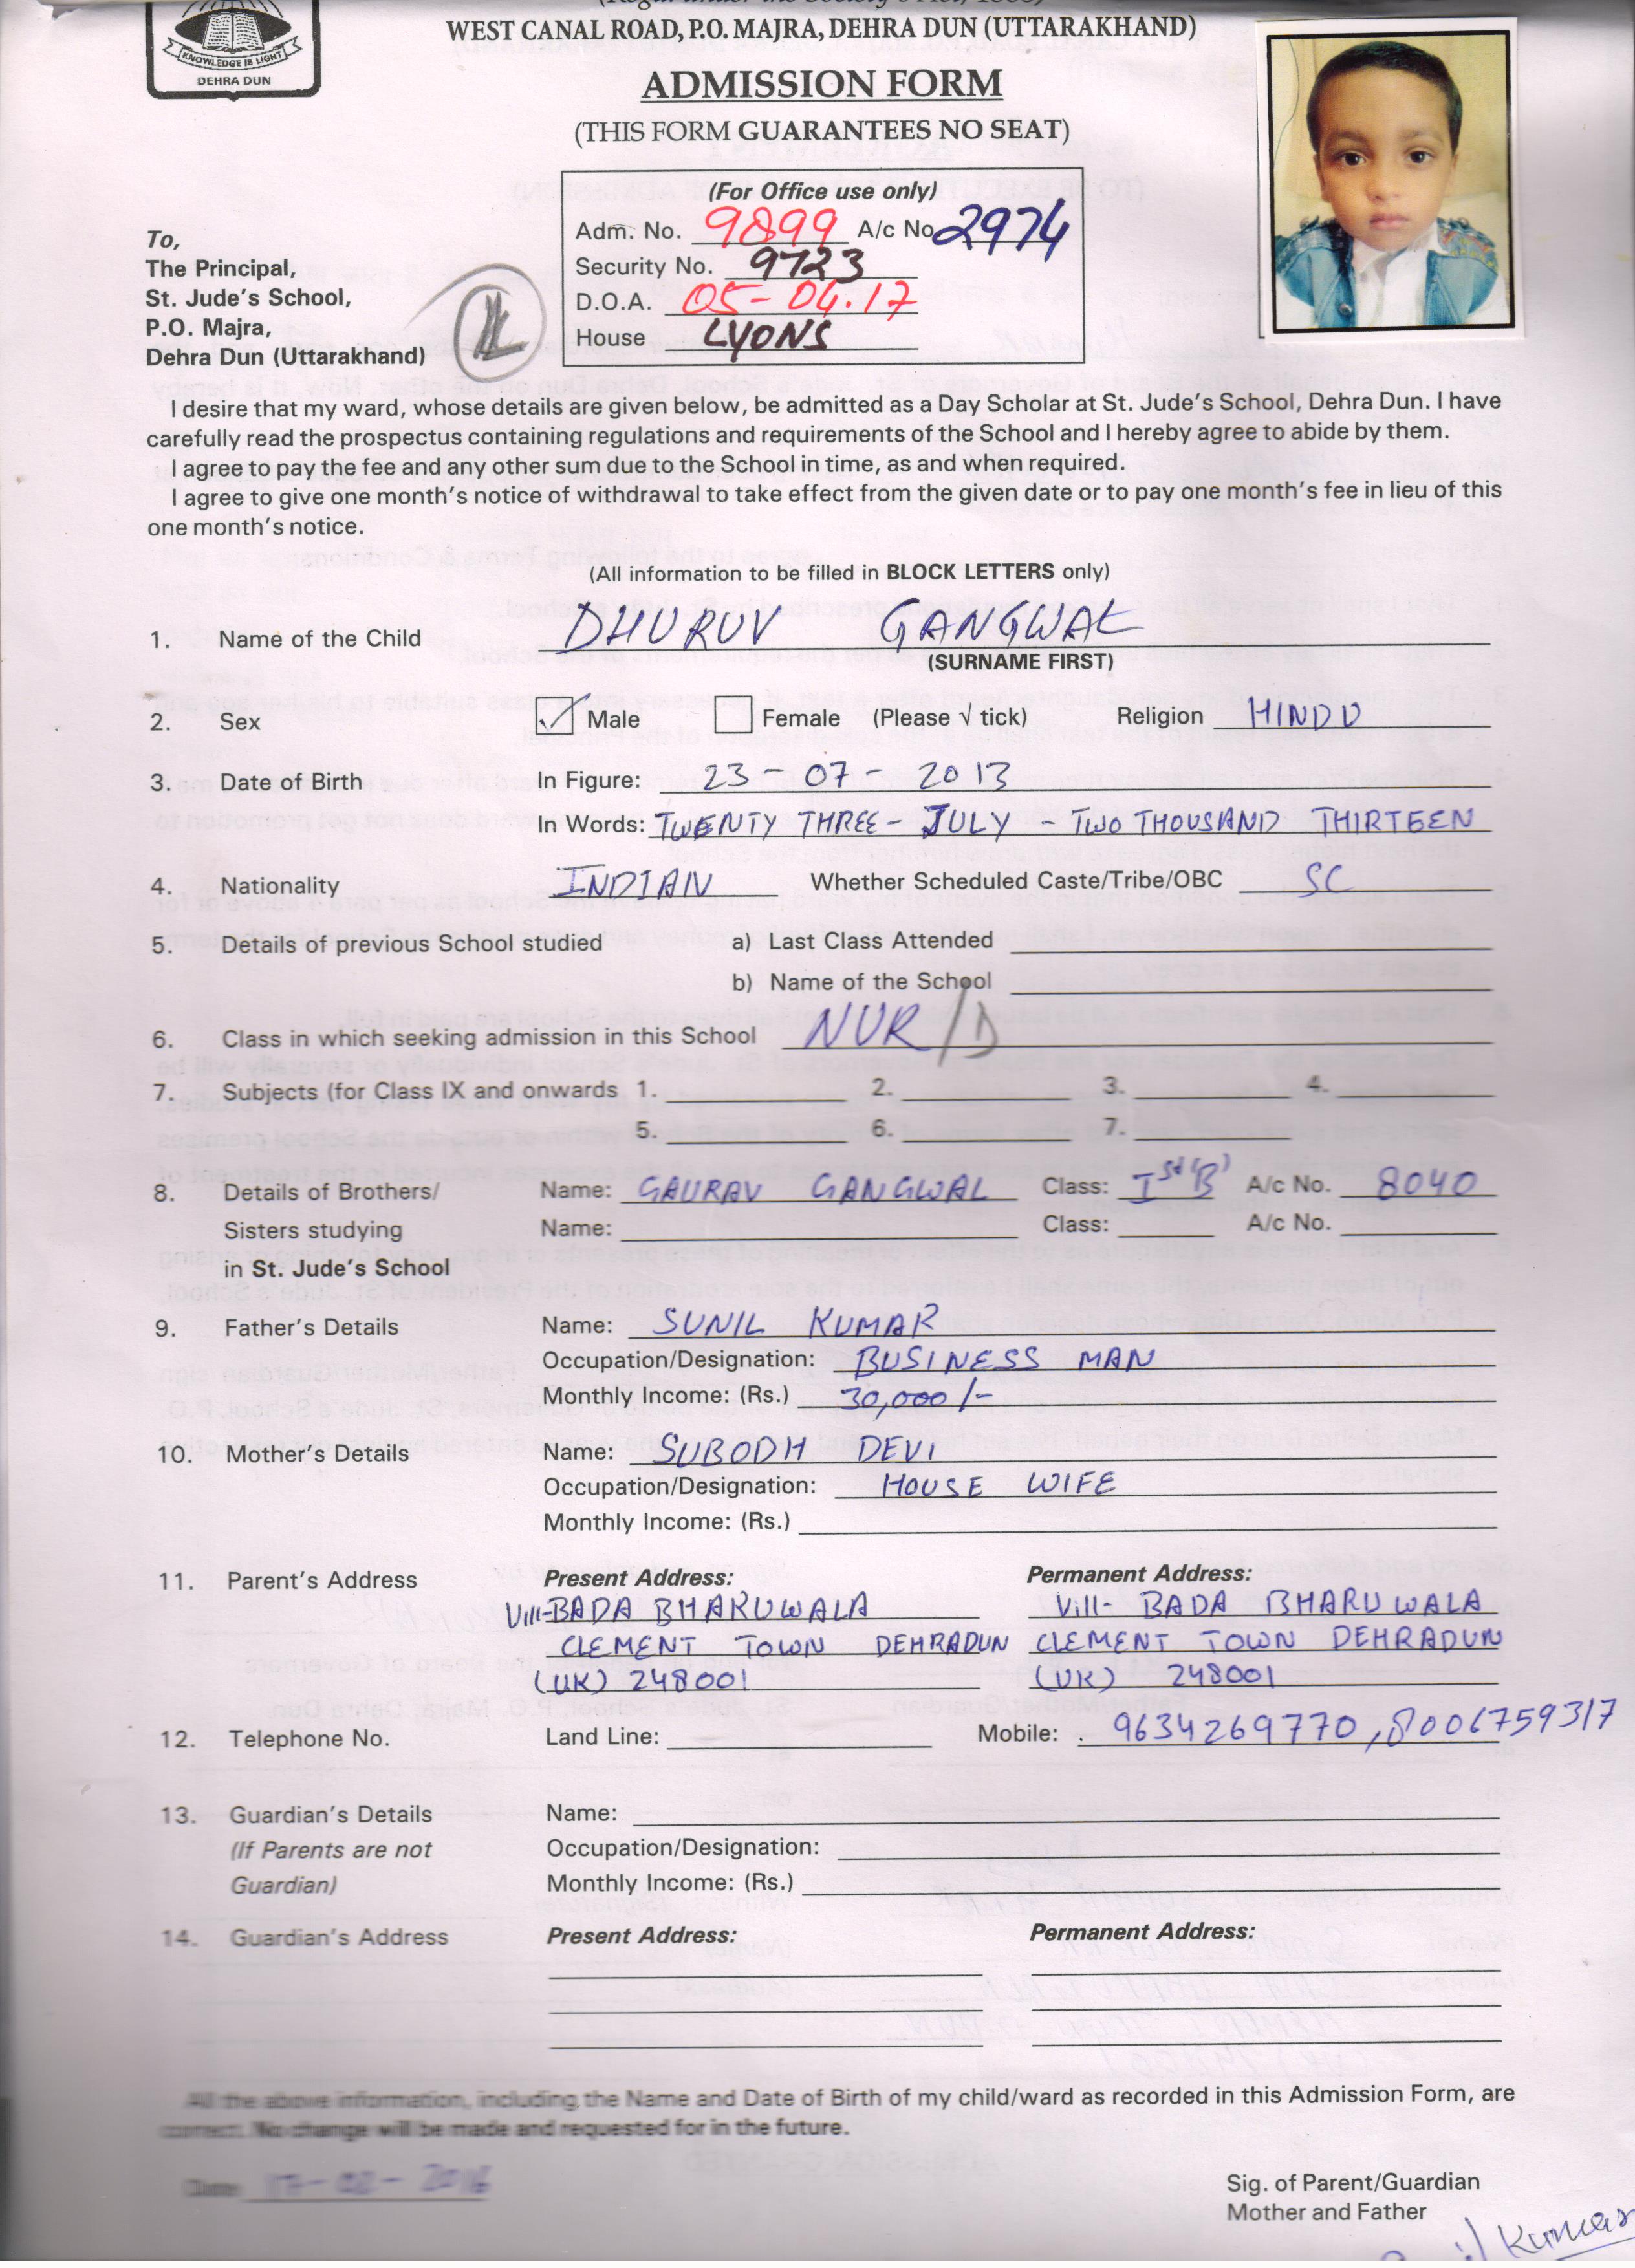 KNOWLEDGE IS LIGHT
DEHRA DUN
WEST CANAL ROAD, P.O. MAJRA, DEHRA DUN (UTTARAKHAND)
ADMISSION FORM
(THIS FORM GUARANTEES NO SEAT)
(For Office use only)
Adm. No. 9899 A/c No. 2974
Security No. 9723
D.O.A. 05-04.17
House LYONS
To,
The Principal,
St. Jude's School,
P.O. Majra,
Dehra Dun (Uttarakhand)
I desire that my ward, whose details are given below, be admitted as a Day Scholar at St. Jude's School, Dehra Dun. I have
carefully read the prospectus containing regulations and requirements of the School and I hereby agree to abide by them.
I agree to pay the fee and any other sum due to the School in time, as and when required.
I agree to give one month's notice of withdrawal to take effect from the given date or to pay one month's fee in lieu of this
one month's notice.
(All information to be filled in BLOCK LETTERS only)
1. Name of the Child DHURUV GANGWAL
(SURNAME FIRST)
2. Sex ✓ Male Female (Please √ tick) Religion HINDU
3. Date of Birth In Figure: 23-07-2013
In Words: TWENTY THREE - JULY - TWO THOUSAND THIRTEEN
4. Nationality INDIAN Whether Scheduled Caste/Tribe/OBC SC
5. Details of previous School studied a) Last Class Attended
b) Name of the School
6. Class in which seeking admission in this School NUR/D
7. Subjects (for Class IX and onwards 1. 2. 3. 4.
5. 6. 7.
8. Details of Brothers/ Name: GAURAV GANGWAL Class: Ist 'B' A/c No. 8040
Sisters studying Name: Class: A/c No.
in St. Jude's School
9. Father's Details Name: SUNIL KUMAR
Occupation/Designation: BUSINESS MAN
Monthly Income: (Rs.) 30,000/-
10. Mother's Details Name: SUBODH DEVI
Occupation/Designation: HOUSE WIFE
Monthly Income: (Rs.)
11. Parent's Address Present Address: Permanent Address:
Vill-BADA BHARUWALA Vill- BADA BHARUWALA
CLEMENT TOWN DEHRADUN CLEMENT TOWN DEHRADUN
(UK) 248001 (UK) 248001
12. Telephone No. Land Line: Mobile: 9634269770, 8006759317
13. Guardian's Details Name:
(If Parents are not Occupation/Designation:
Guardian) Monthly Income: (Rs.)
14. Guardian's Address Present Address: Permanent Address:
All the above information, including the Name and Date of Birth of my child/ward as recorded in this Admission Form, are
correct. No change will be made and requested for in the future.
Date 17-02-2016
Sig. of Parent/Guardian
Mother and Father
Kumar